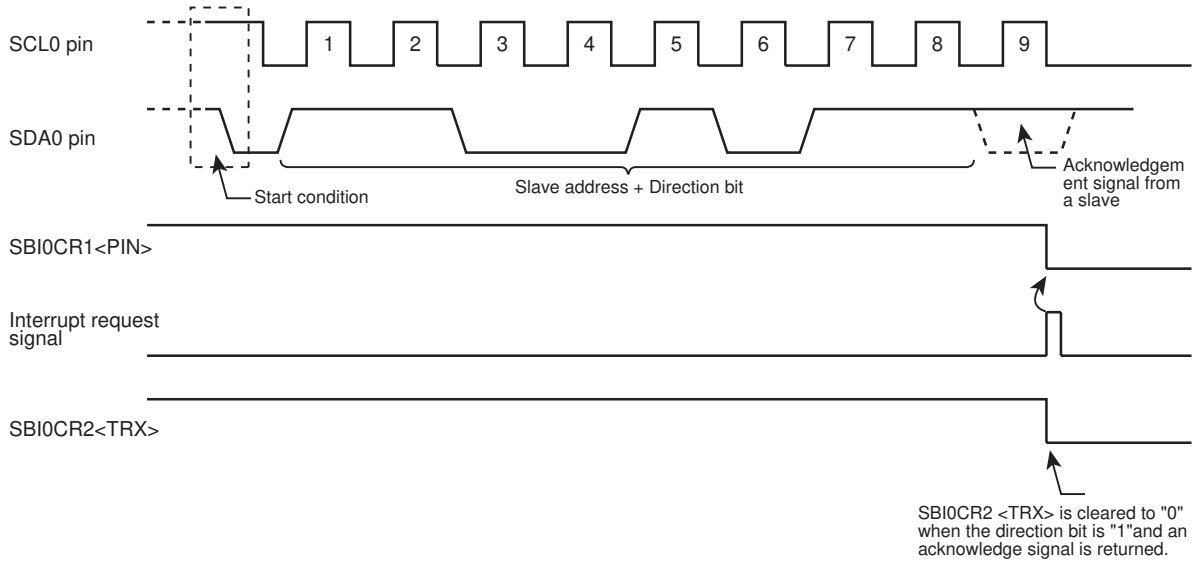 SCL0 pin
1 2 3 4 5 6 7 8 9
SDA0 pin
Start condition
Slave address + Direction bit
Acknowledgem
ent signal from
a slave
SBI0CR1<PIN>
Interrupt request
signal
SBI0CR2<TRX>
SBI0CR2 <TRX> is cleared to "0"
when the direction bit is "1"and an
acknowledge signal is returned.